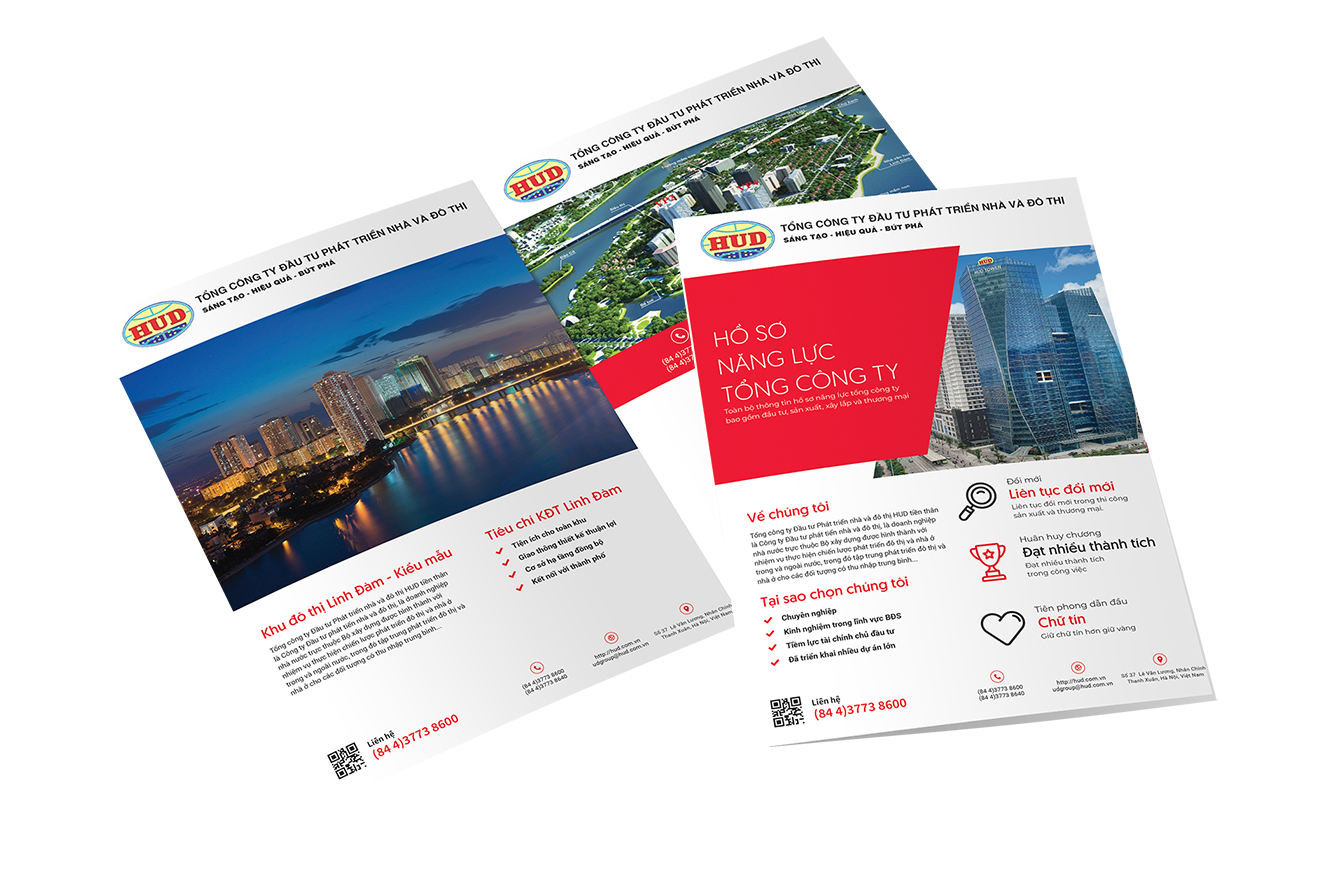 HUD
TỔNG CÔNG TY ĐẦU TƯ PHÁT TRIỂN NHÀ VÀ ĐÔ THỊ
SÁNG TẠO - HIỆU QUẢ - BỨT PHÁ
Khu đô thị Linh Đàm - Kiểu mẫu
Tổng công ty Đầu tư Phát triển nhà và đô thị HUD tiền thân
là Công ty Đầu tư phát tiển nhà và đô thị, là doanh nghiệp
nhà nước trực thuộc Bộ xây dựng được hình thành với
nhiệm vụ thực hiện chiến lược phát triển đô thị và nhà ở
trong và ngoài nước, trong đó tập trung phát triển đô thị và
nhà ở cho các đối tượng có thu nhập trung bình...
Tiêu chí KĐT Linh Đàm
Tiện ích cho toàn khu
Giao thông thiết kế thuận lợi
Cơ sở hạ tầng đồng bộ
Kết nối với thành phố
Liên hệ
(84 4)3773 8600
(84 4)3773 8600
(84 4)3773 8640
http://hud.com.vn
udgroup@hud.com.vn
Số 37 Lê Văn Lương, Nhân Chính
Thanh Xuân, Hà Nội, Việt Nam
HUD
TỔNG CÔNG TY ĐẦU TƯ PHÁT TRIỂN NHÀ VÀ ĐÔ THỊ
SÁNG TẠO - HIỆU QUẢ - BỨT PHÁ
(84 4)377
(84 4)377
HUD
TỔNG CÔNG TY ĐẦU TƯ PHÁT TRIỂN NHÀ VÀ ĐÔ THỊ
SÁNG TẠO - HIỆU QUẢ - BỨT PHÁ
HUD
HUD TOWER
HỒ SƠ
NĂNG LỰC
TỔNG CÔNG TY
Toàn bộ thông tin hồ sơ năng lực tổng công ty
bao gồm đầu tư, sản xuất, xây lắp và thương mại
Về chúng tôi
Tổng công ty Đầu tư Phát triển nhà và đô thị HUD tiền thân
là Công ty Đầu tư phát tiển nhà và đô thị, là doanh nghiệp
nhà nước trực thuộc Bộ xây dựng được hình thành với
nhiệm vụ thực hiện chiến lược phát triển đô thị và nhà ở
trong và ngoài nước, trong đó tập trung phát triển đô thị và
nhà ở cho các đối tượng có thu nhập trung bình...
Tại sao chọn chúng tôi
Chuyên nghiệp
Kinh nghiệm trong lĩnh vực BĐS
Tiềm lực tài chính chủ đầu tư
Đã triển khai nhiều dự án lớn
Đổi mới
Liên tục đổi mới
Liên tục đổi mới trong thi công
sản xuất và thương mại.
Huân huy chương
Đạt nhiều thành tích
Đạt nhiều thành tích
trong công việc
Tiên phong dẫn đầu
Chữ tín
Giữ chữ tín hơn giữ vàng
Liên hệ
(84 4)3773 8600
(84 4)3773 8600
(84 4)3773 8640
http://hud.com.vn
udgroup@hud.com.vn
Số 37 Lê Văn Lương, Nhân Chính
Thanh Xuân, Hà Nội, Việt Nam